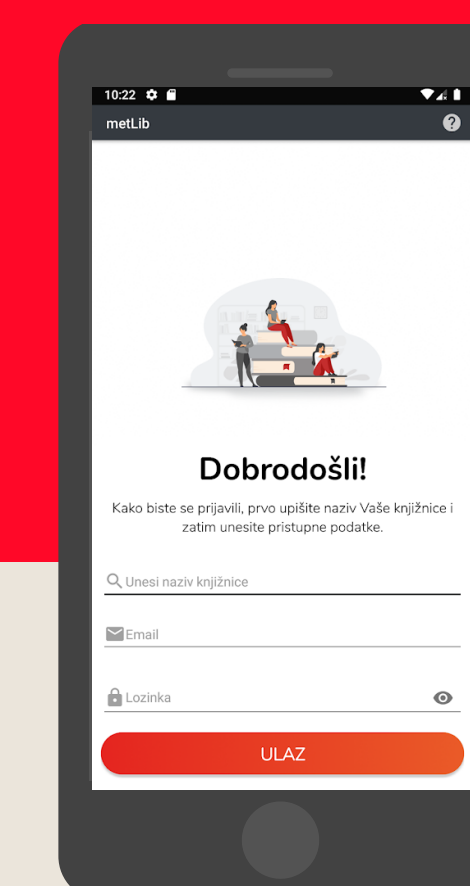 10:22
metLib
Dobrodošli!
Kako biste se prijavili, prvo upišite naziv Vaše knjižnice i
zatim unesite pristupne podatke.
Unesi naziv knjižnice
Email
Lozinka
ULAZ